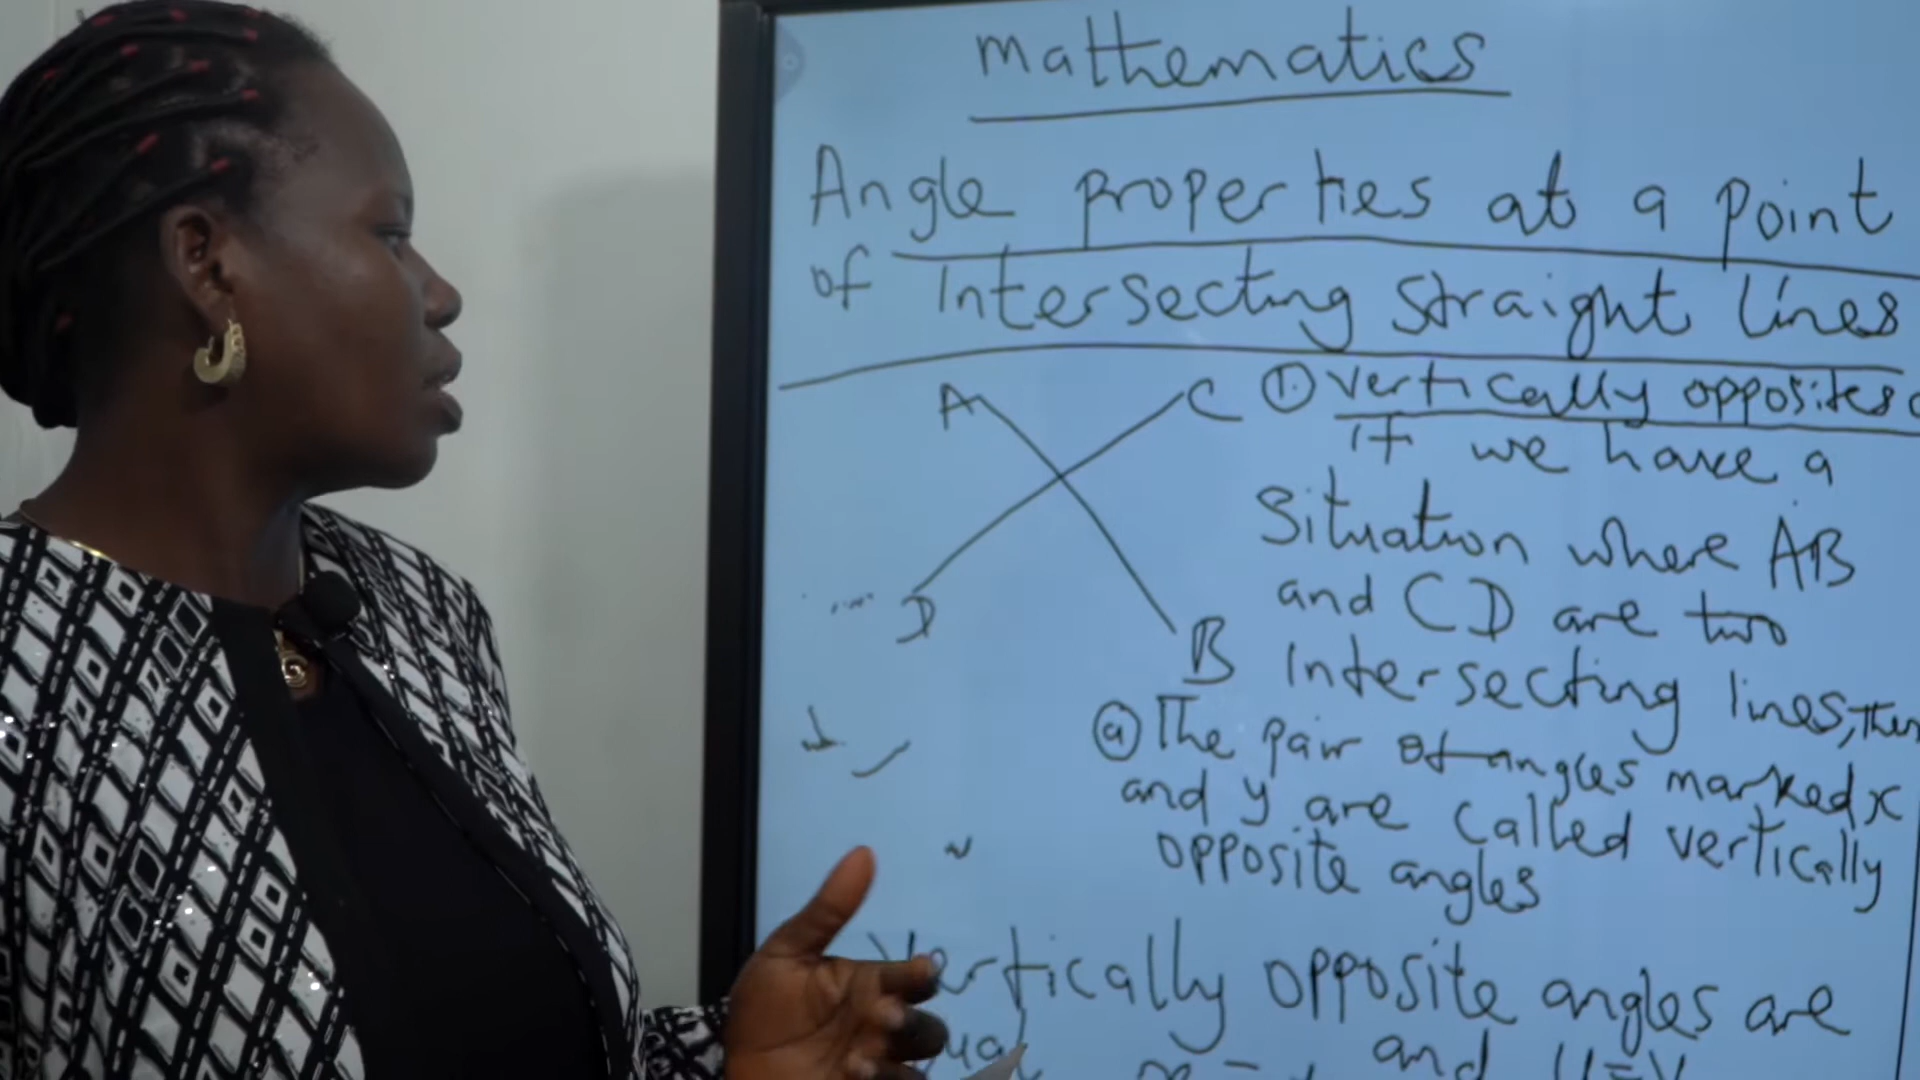 mathematics
Angle properties at a point
of Intersecting straight lines
A C ① Vertically opposites
If we have a
Situation where AB
and CD are two
D
B Intersecting lines, then
ⓐ The pair of angles marked x
and y are called vertically
opposite angles
Vertically opposite angles are
and